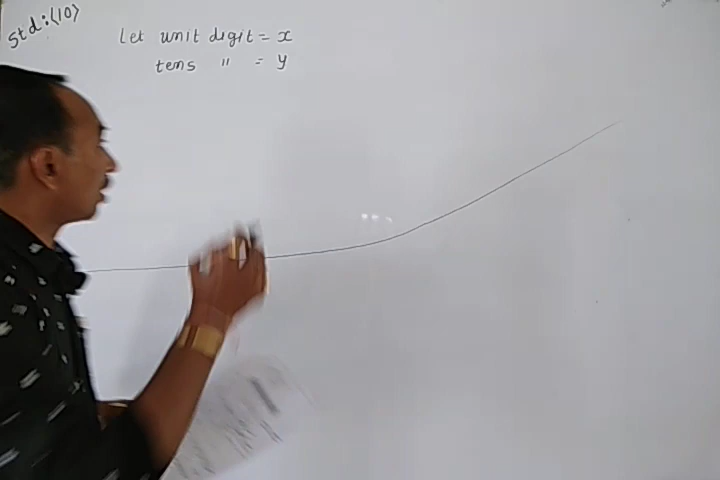 Std:(10)
Let unit digit = x
tens " = y